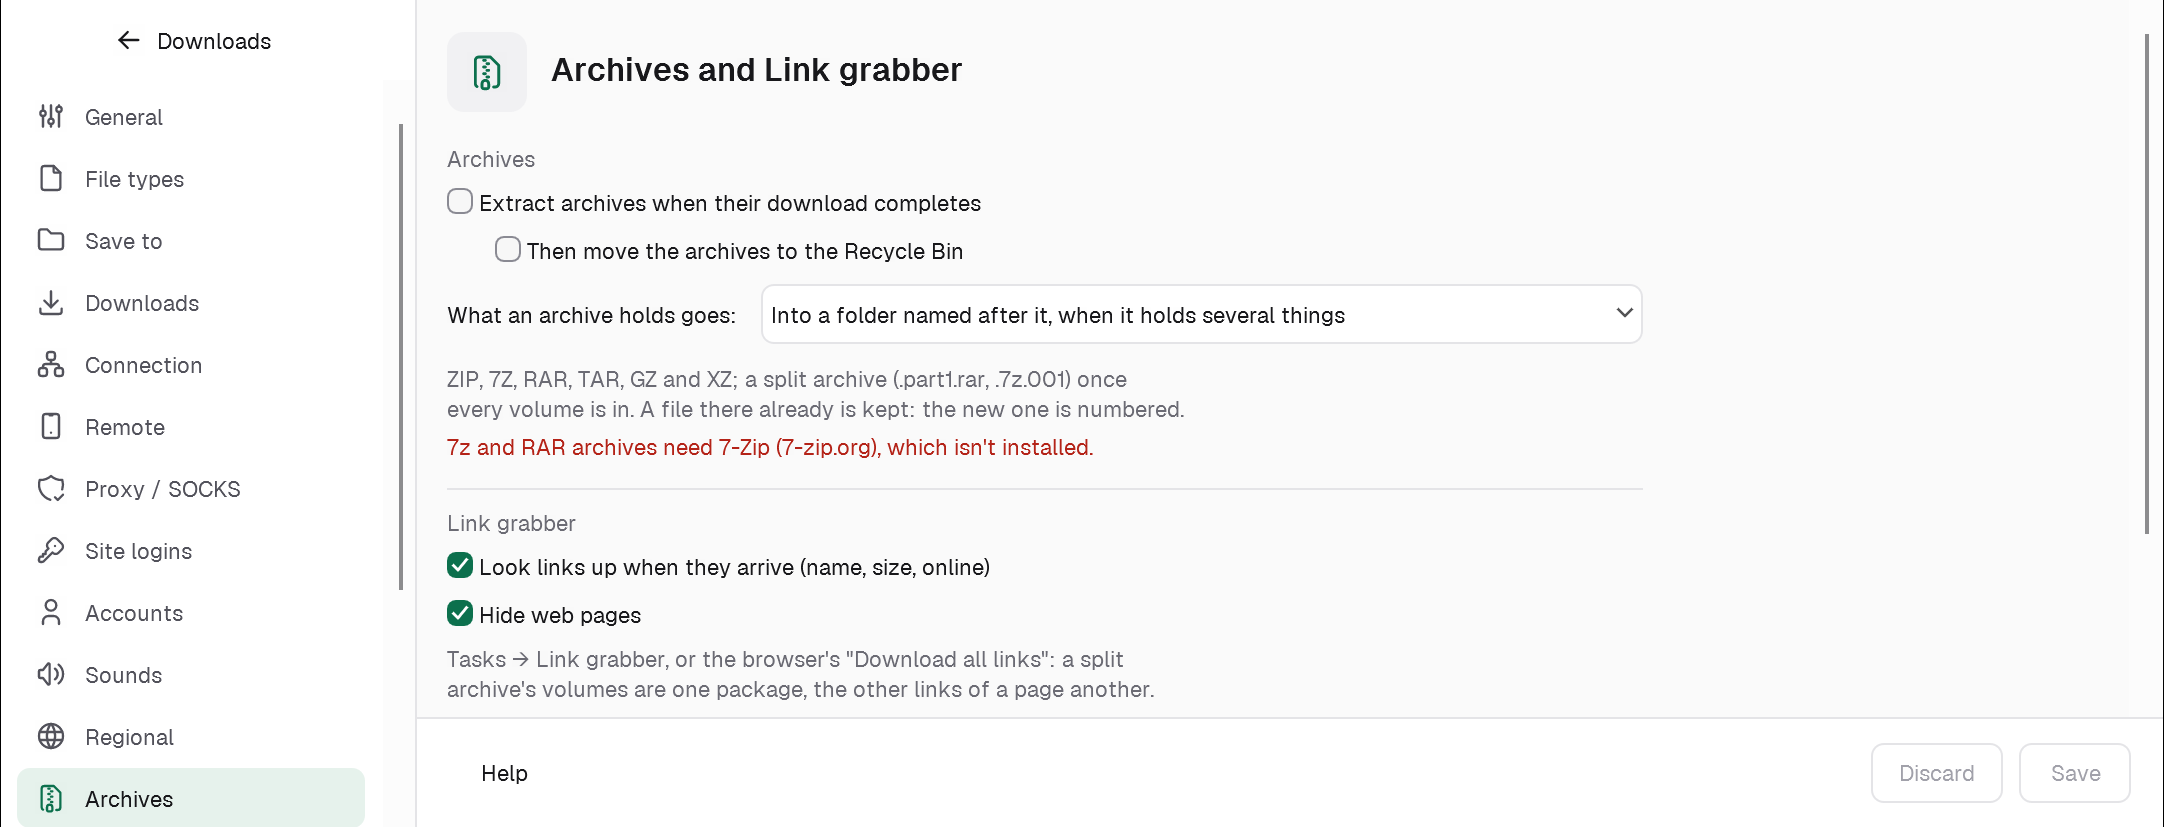 Downloads
General
File types
Save to
Downloads
Connection
Remote
Proxy / SOCKS
Site logins
Accounts
Sounds
Regional
Archives
Archives and Link grabber
Archives
Extract archives when their download completes
Then move the archives to the Recycle Bin
What an archive holds goes: Into a folder named after it, when it holds several things
ZIP, 7Z, RAR, TAR, GZ and XZ; a split archive (.part1.rar, .7z.001) once
every volume is in. A file there already is kept: the new one is numbered.
7z and RAR archives need 7-Zip (7-zip.org), which isn't installed.
Link grabber
Look links up when they arrive (name, size, online)
Hide web pages
Tasks → Link grabber, or the browser's "Download all links": a split
archive's volumes are one package, the other links of a page another.
Help
Discard
Save